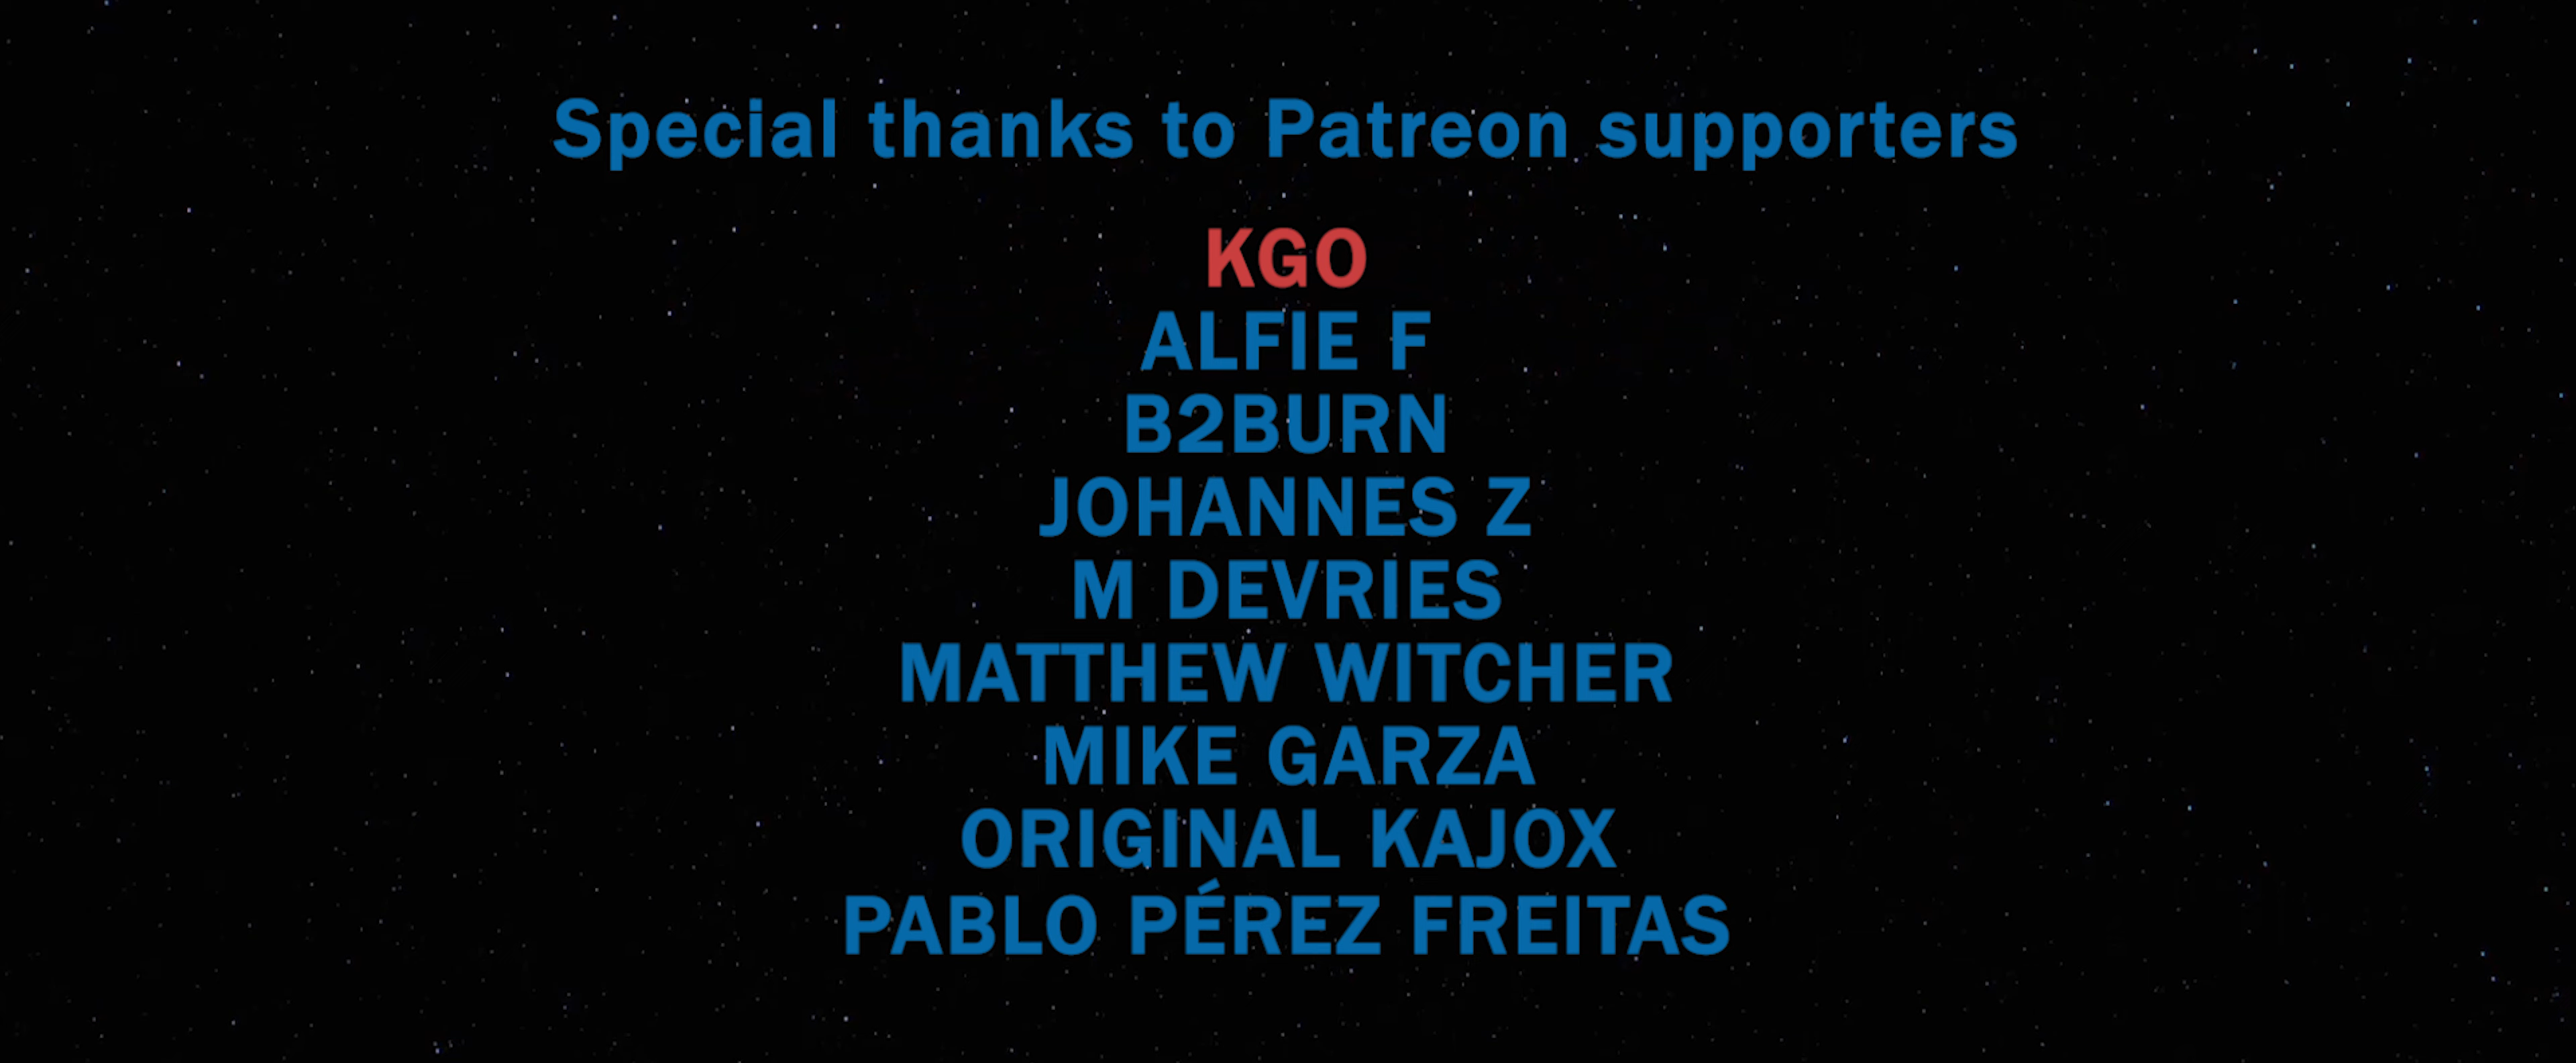 Special thanks to Patreon supporters
KGO
ALFIE F
B2BURN
JOHANNES Z
M DEVRIES
MATTHEW WITCHER
MIKE GARZA
ORIGINAL KAJOX
PABLO PÉREZ FREITAS